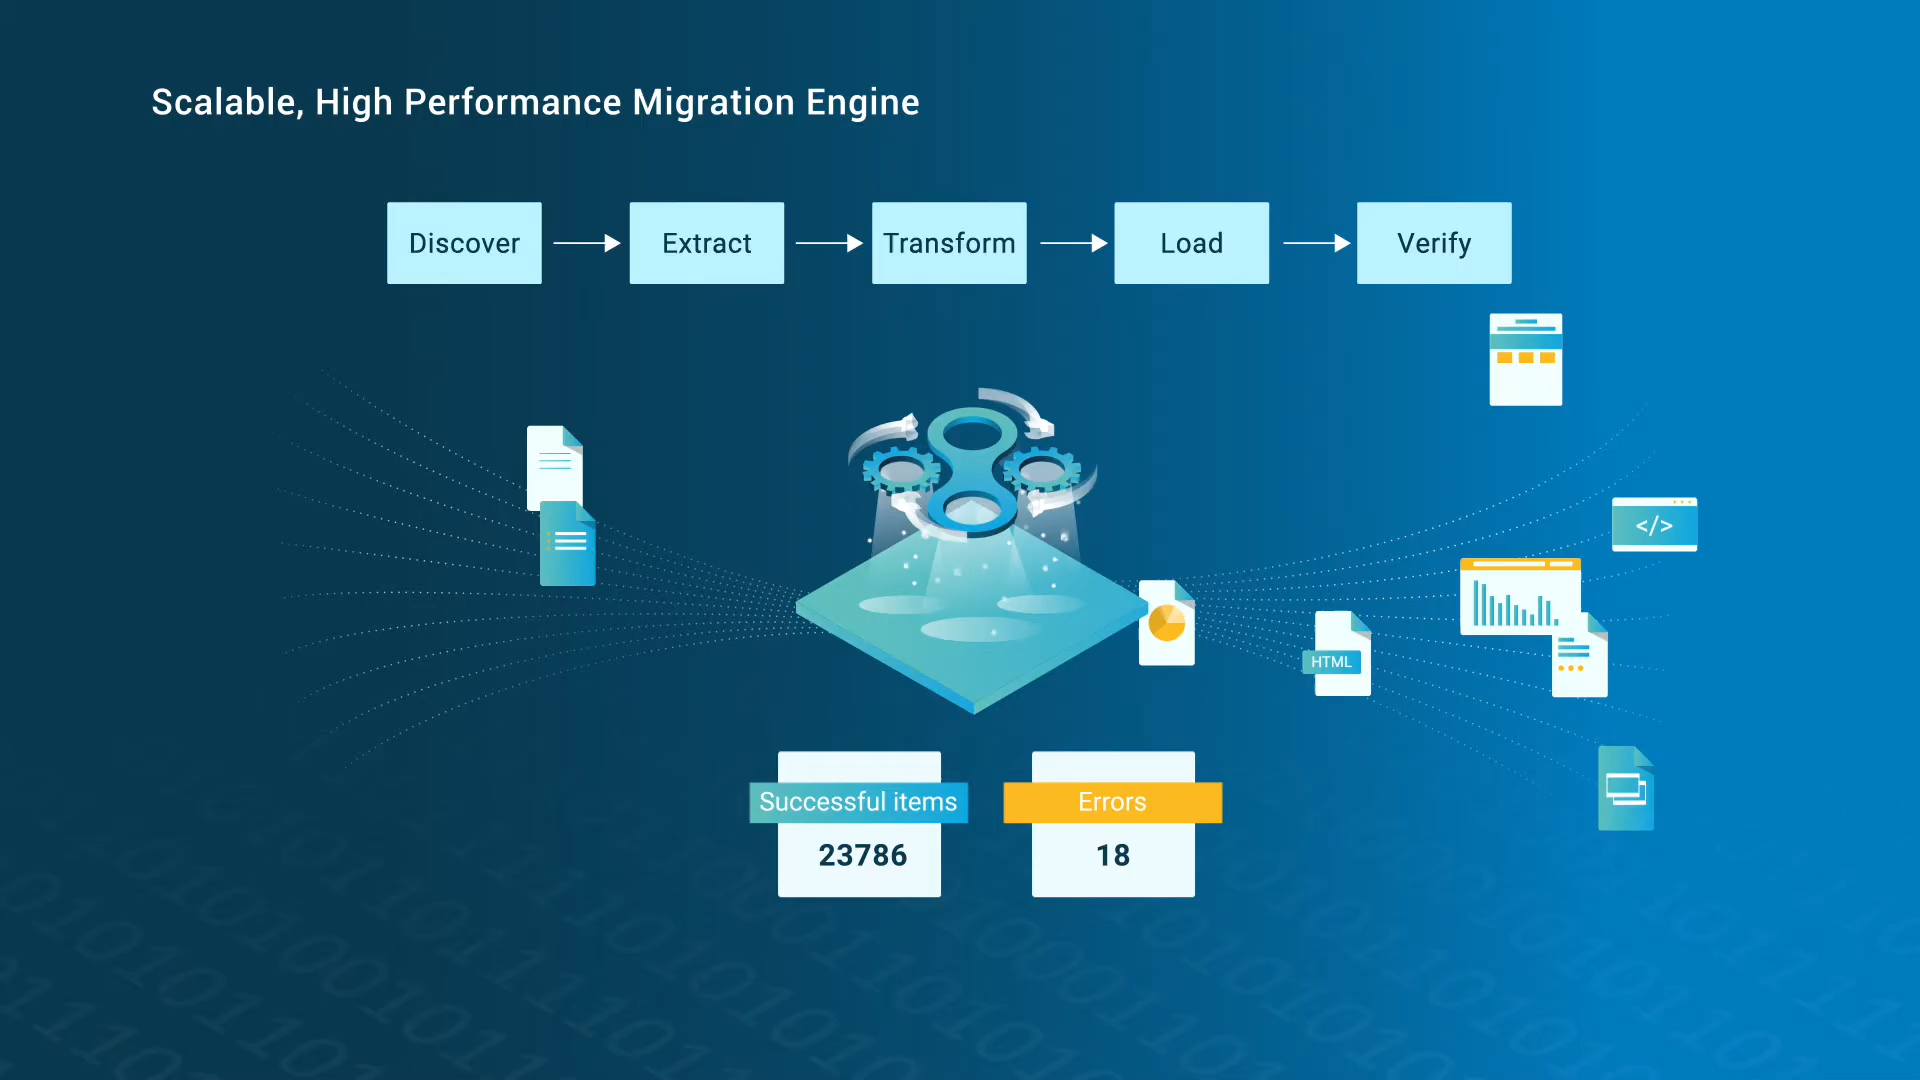 Scalable, High Performance Migration Engine
Discover
Extract
Transform
Load
Verify
</>
HTML
Successful items
Errors
23786
18